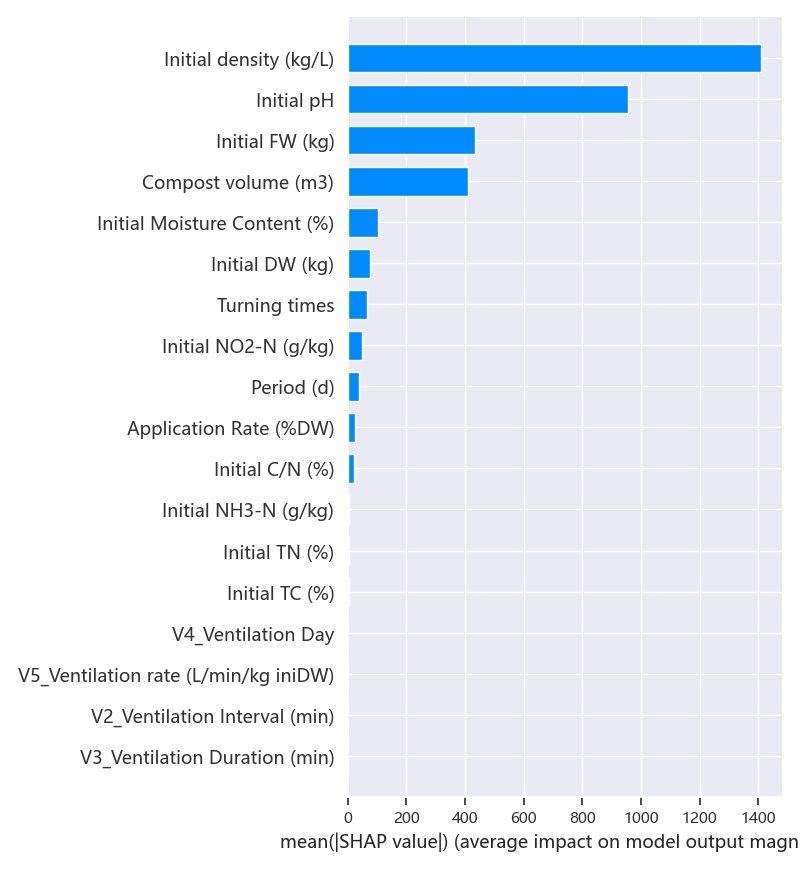 Initial density (kg/L)
Initial pH
Initial FW (kg)
Compost volume (m3)
Initial Moisture Content (%)
Initial DW (kg)
Turning times
Initial NO2-N (g/kg)
Period (d)
Application Rate (%DW)
Initial C/N (%)
Initial NH3-N (g/kg)
Initial TN (%)
Initial TC (%)
V4_Ventilation Day
V5_Ventilation rate (L/min/kg iniDW)
V2_Ventilation Interval (min)
V3_Ventilation Duration (min)
0 200 400 600 800 1000 1200 1400
mean(|SHAP value|) (average impact on model output magn